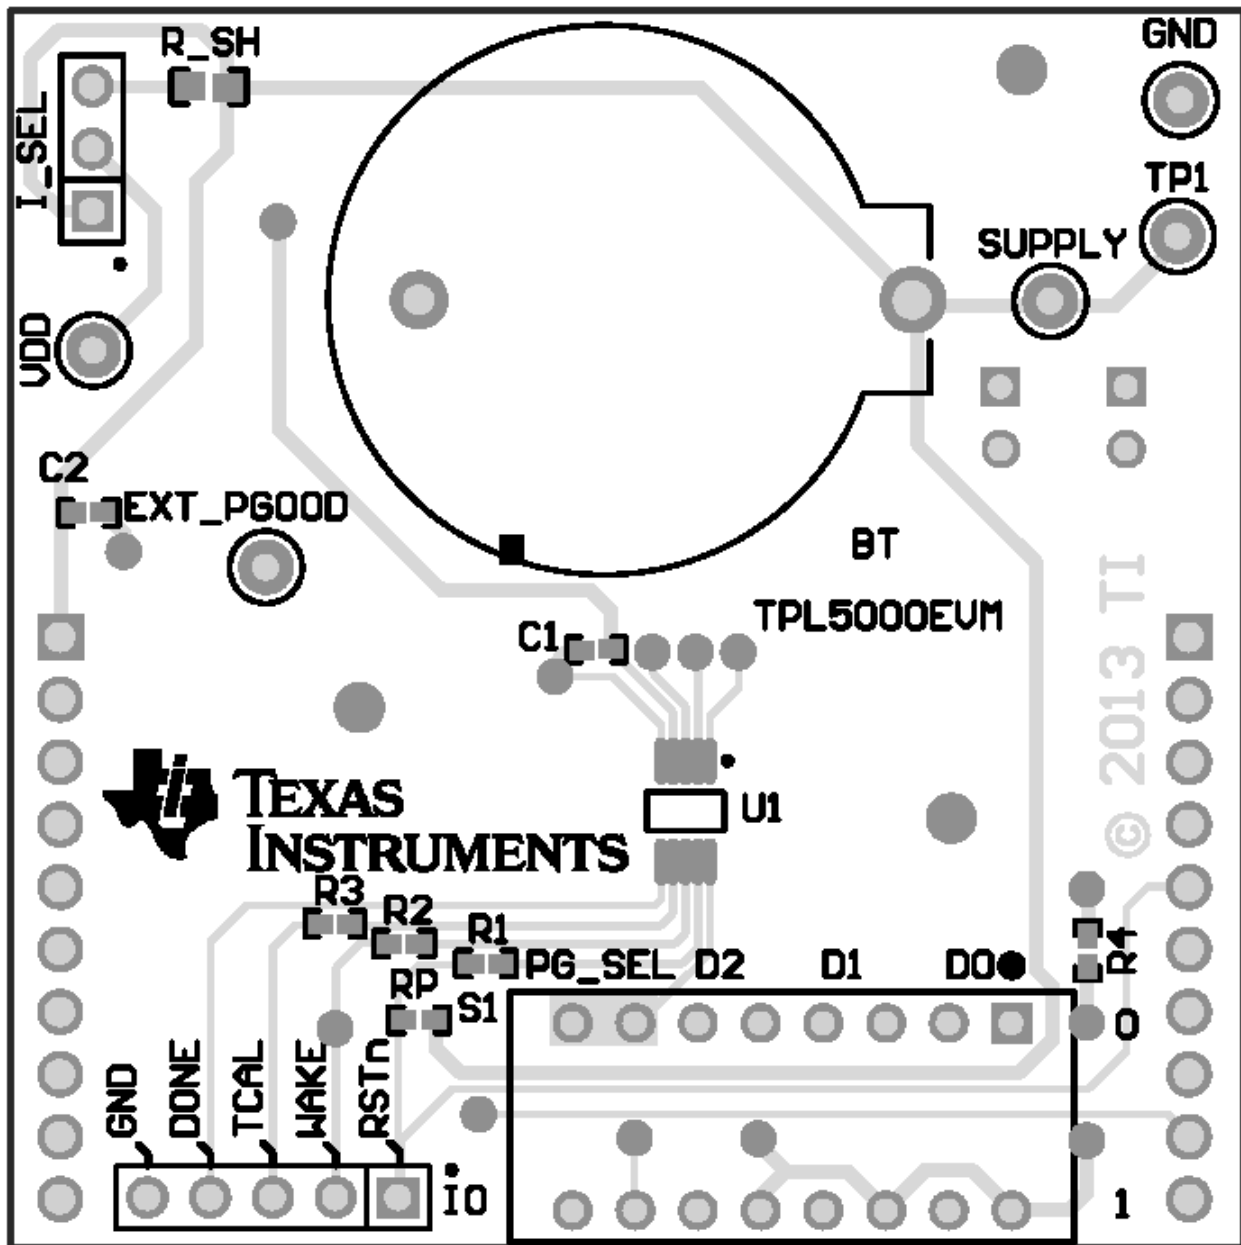 GND
R_SH
I_SEL
TP1
SUPPLY
VDD
C2
EXT_PGOOD
BT
TPL5000EVM
© 2013 TI
C1
TEXAS
INSTRUMENTS
U1
R3
R2
R1
PG_SEL D2 D1 D0
R4
RP
S1
0
GND
DONE
TCAL
WAKE
RSTn
IO
1